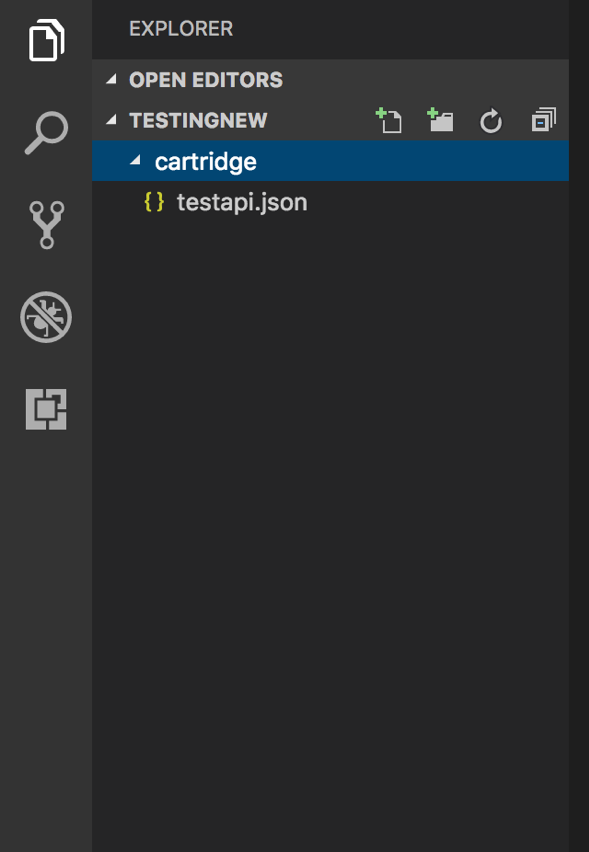 EXPLORER
OPEN EDITORS
TESTINGNEW
cartridge
{ } testapi.json